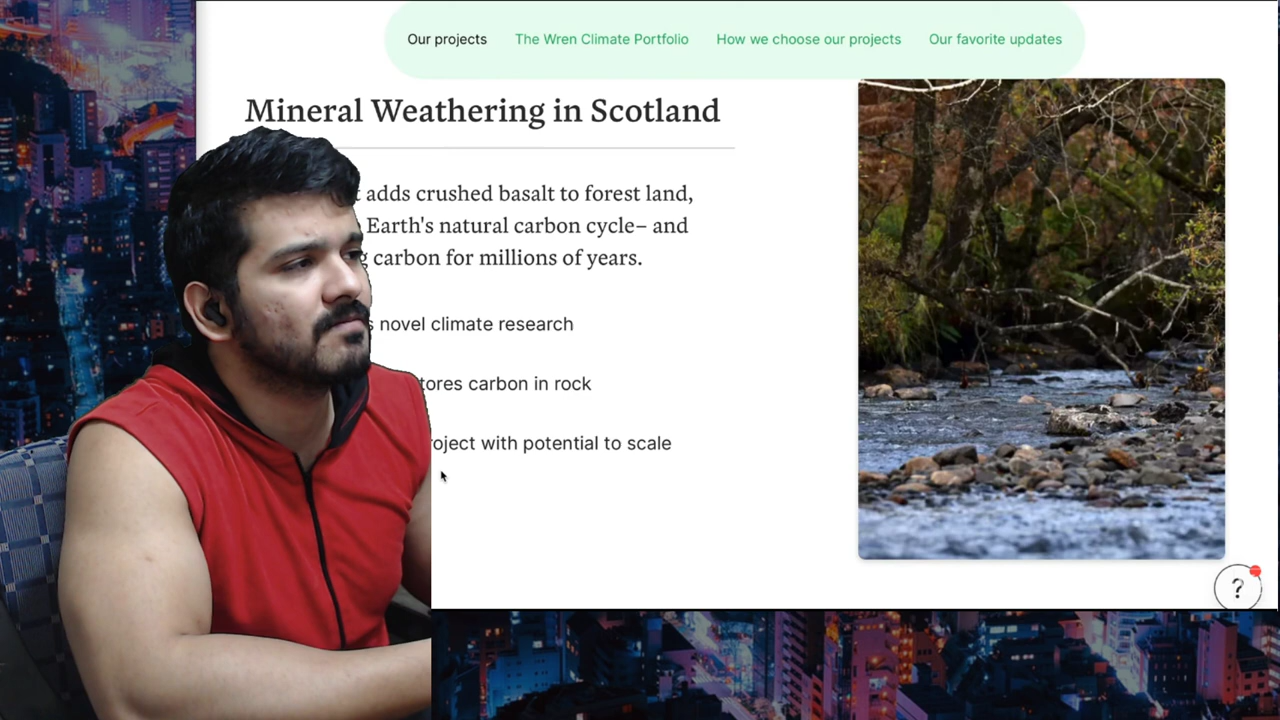 Our projects The Wren Climate Portfolio How we choose our projects Our favorite updates
Mineral Weathering in Scotland
adds crushed basalt to forest land,
Earth's natural carbon cycle– and
carbon for millions of years.
novel climate research
carbon in rock
with potential to scale
?